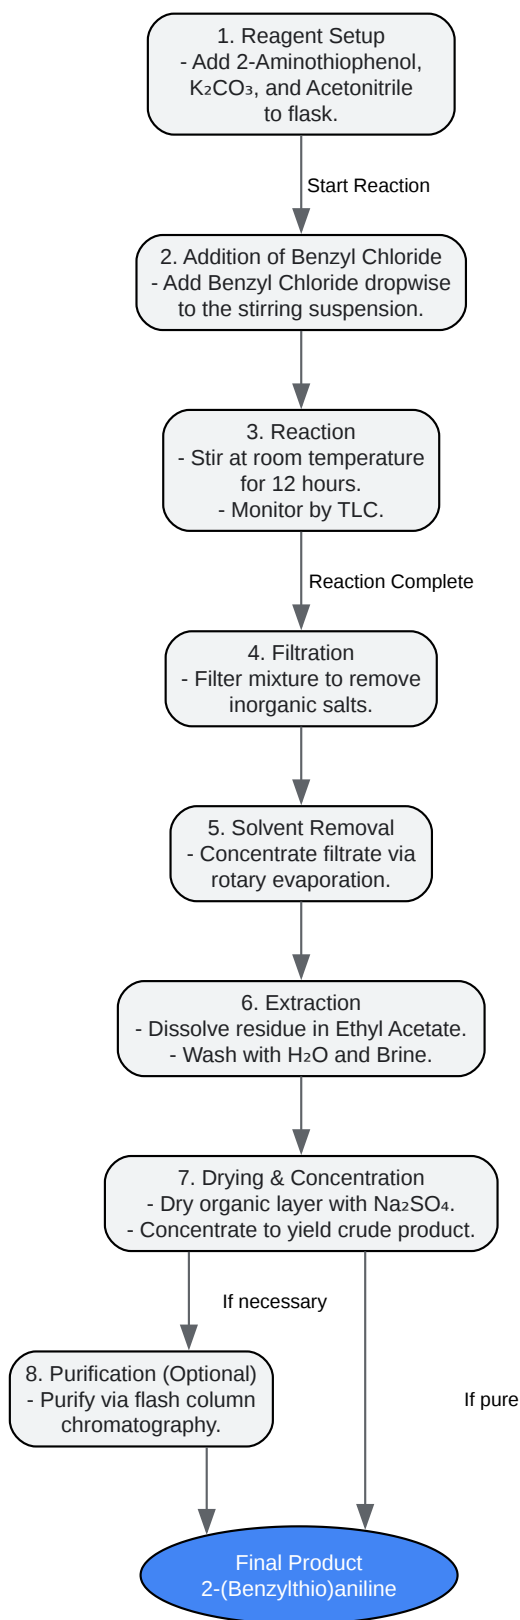 1. Reagent Setup
- Add 2-Aminothiophenol,
K₂CO₃, and Acetonitrile
to flask.
Start Reaction
2. Addition of Benzyl Chloride
- Add Benzyl Chloride dropwise
to the stirring suspension.
3. Reaction
- Stir at room temperature
for 12 hours.
- Monitor by TLC.
Reaction Complete
4. Filtration
- Filter mixture to remove
inorganic salts.
5. Solvent Removal
- Concentrate filtrate via
rotary evaporation.
6. Extraction
- Dissolve residue in Ethyl Acetate.
- Wash with H₂O and Brine.
7. Drying & Concentration
- Dry organic layer with Na₂SO₄.
- Concentrate to yield crude product.
If necessary
8. Purification (Optional)
- Purify via flash column
chromatography.
If pure
Final Product
2-(Benzylthio)aniline